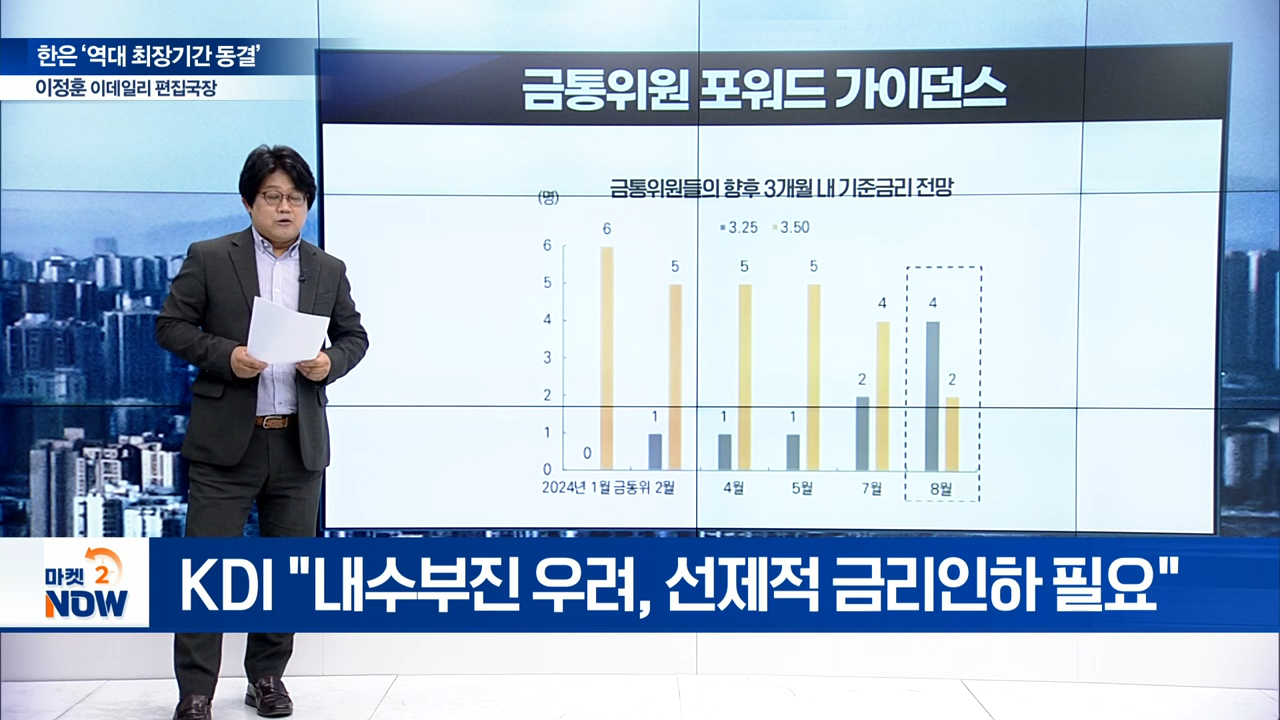 한은 ‘역대 최장기간 동결’
이정훈 이데일리 편집국장
금통위원 포워드 가이던스
금통위원들의 향후 3개월 내 기준금리 전망
(명)
3.25 3.50
6
5
4
3
2
1
0
0 6
1 5
1 5
1 5
2 4
4 2
2024년 1월 금통위 2월 4월 5월 7월 8월
마켓 2
NOW
KDI "내수부진 우려, 선제적 금리인하 필요"